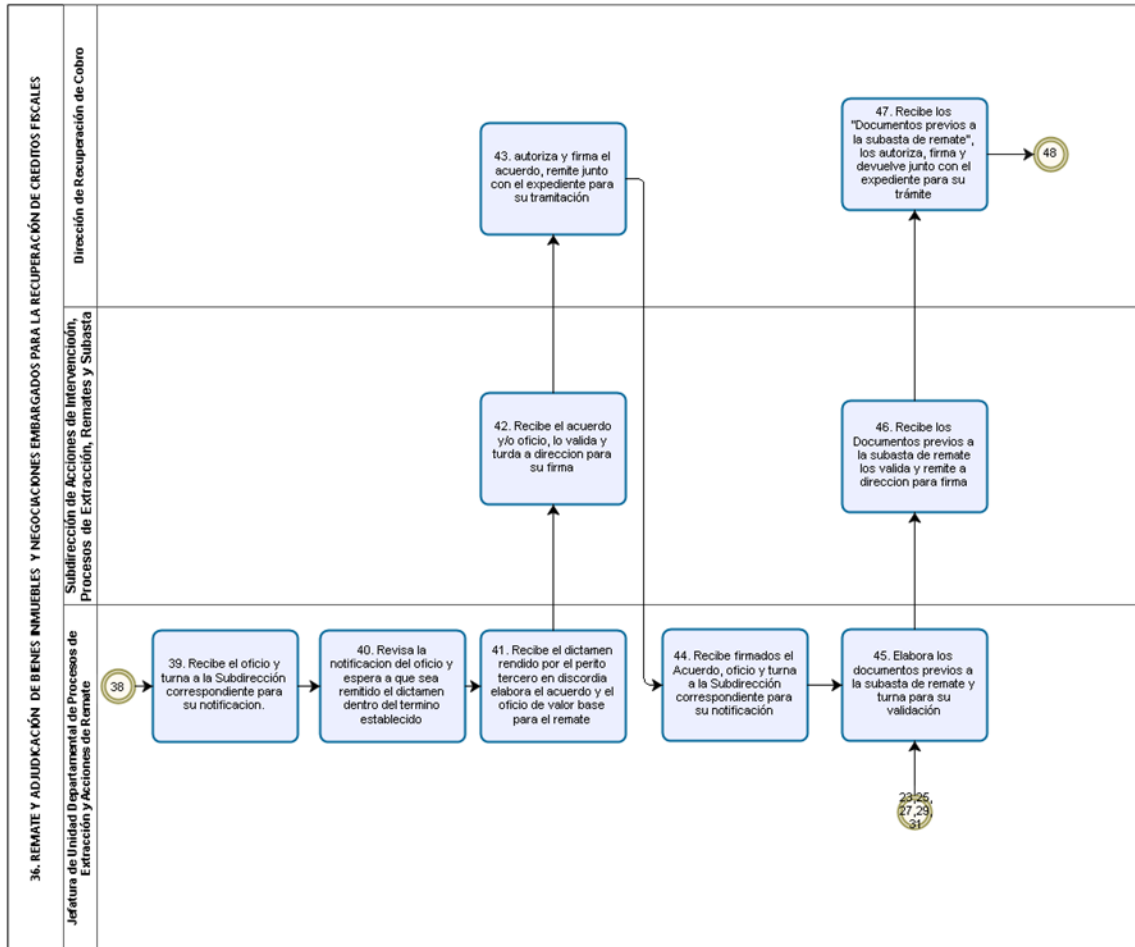 36. REMATE Y ADJUDICACIÓN DE BIENES INMUEBLES Y NEGOCIACIONES EMBARGADOS PARA LA RECUPERACIÓN DE CREDITOS FISCALES
Dirección de Recuperación de Cobro
43. autoriza y firma el
acuerdo, remite junto
con el expediente para
su tramitación
47. Recibe los
"Documentos previos a
la subasta de remate",
los autoriza, firma y
devuelve junto con el
expediente para su
trámite
48
Subdirección de Acciones de Intervencioón,
Procesos de Extracción, Remates y Subasta
42. Recibe el acuerdo
y/o oficio, lo valida y
turda a direccion para
su firma
46. Recibe los
Documentos previos a
la subasta de remate
los valida y remite a
direccion para firma
Jefatura de Unidad Departamental de Procesos de
Extracción y Acciones de Remate
38
39. Recibe el oficio y
turna a la Subdirección
correspondiente para
su notificacion.
40. Revisa la
notificacion del oficio y
espera a que sea
remitido el dictamen
dentro del termino
establecido
41. Recibe el dictamen
rendido por el perito
tercero en discordia
elabora el acuerdo y el
oficio de valor base
para el remate
44. Recibe firmados el
Acuerdo, oficio y turna
a la Subdirección
correspondiente para
su notificación
45. Elabora los
documentos previos a
la subasta de remate y
turna para su
validación
23,25,
27,29,
31